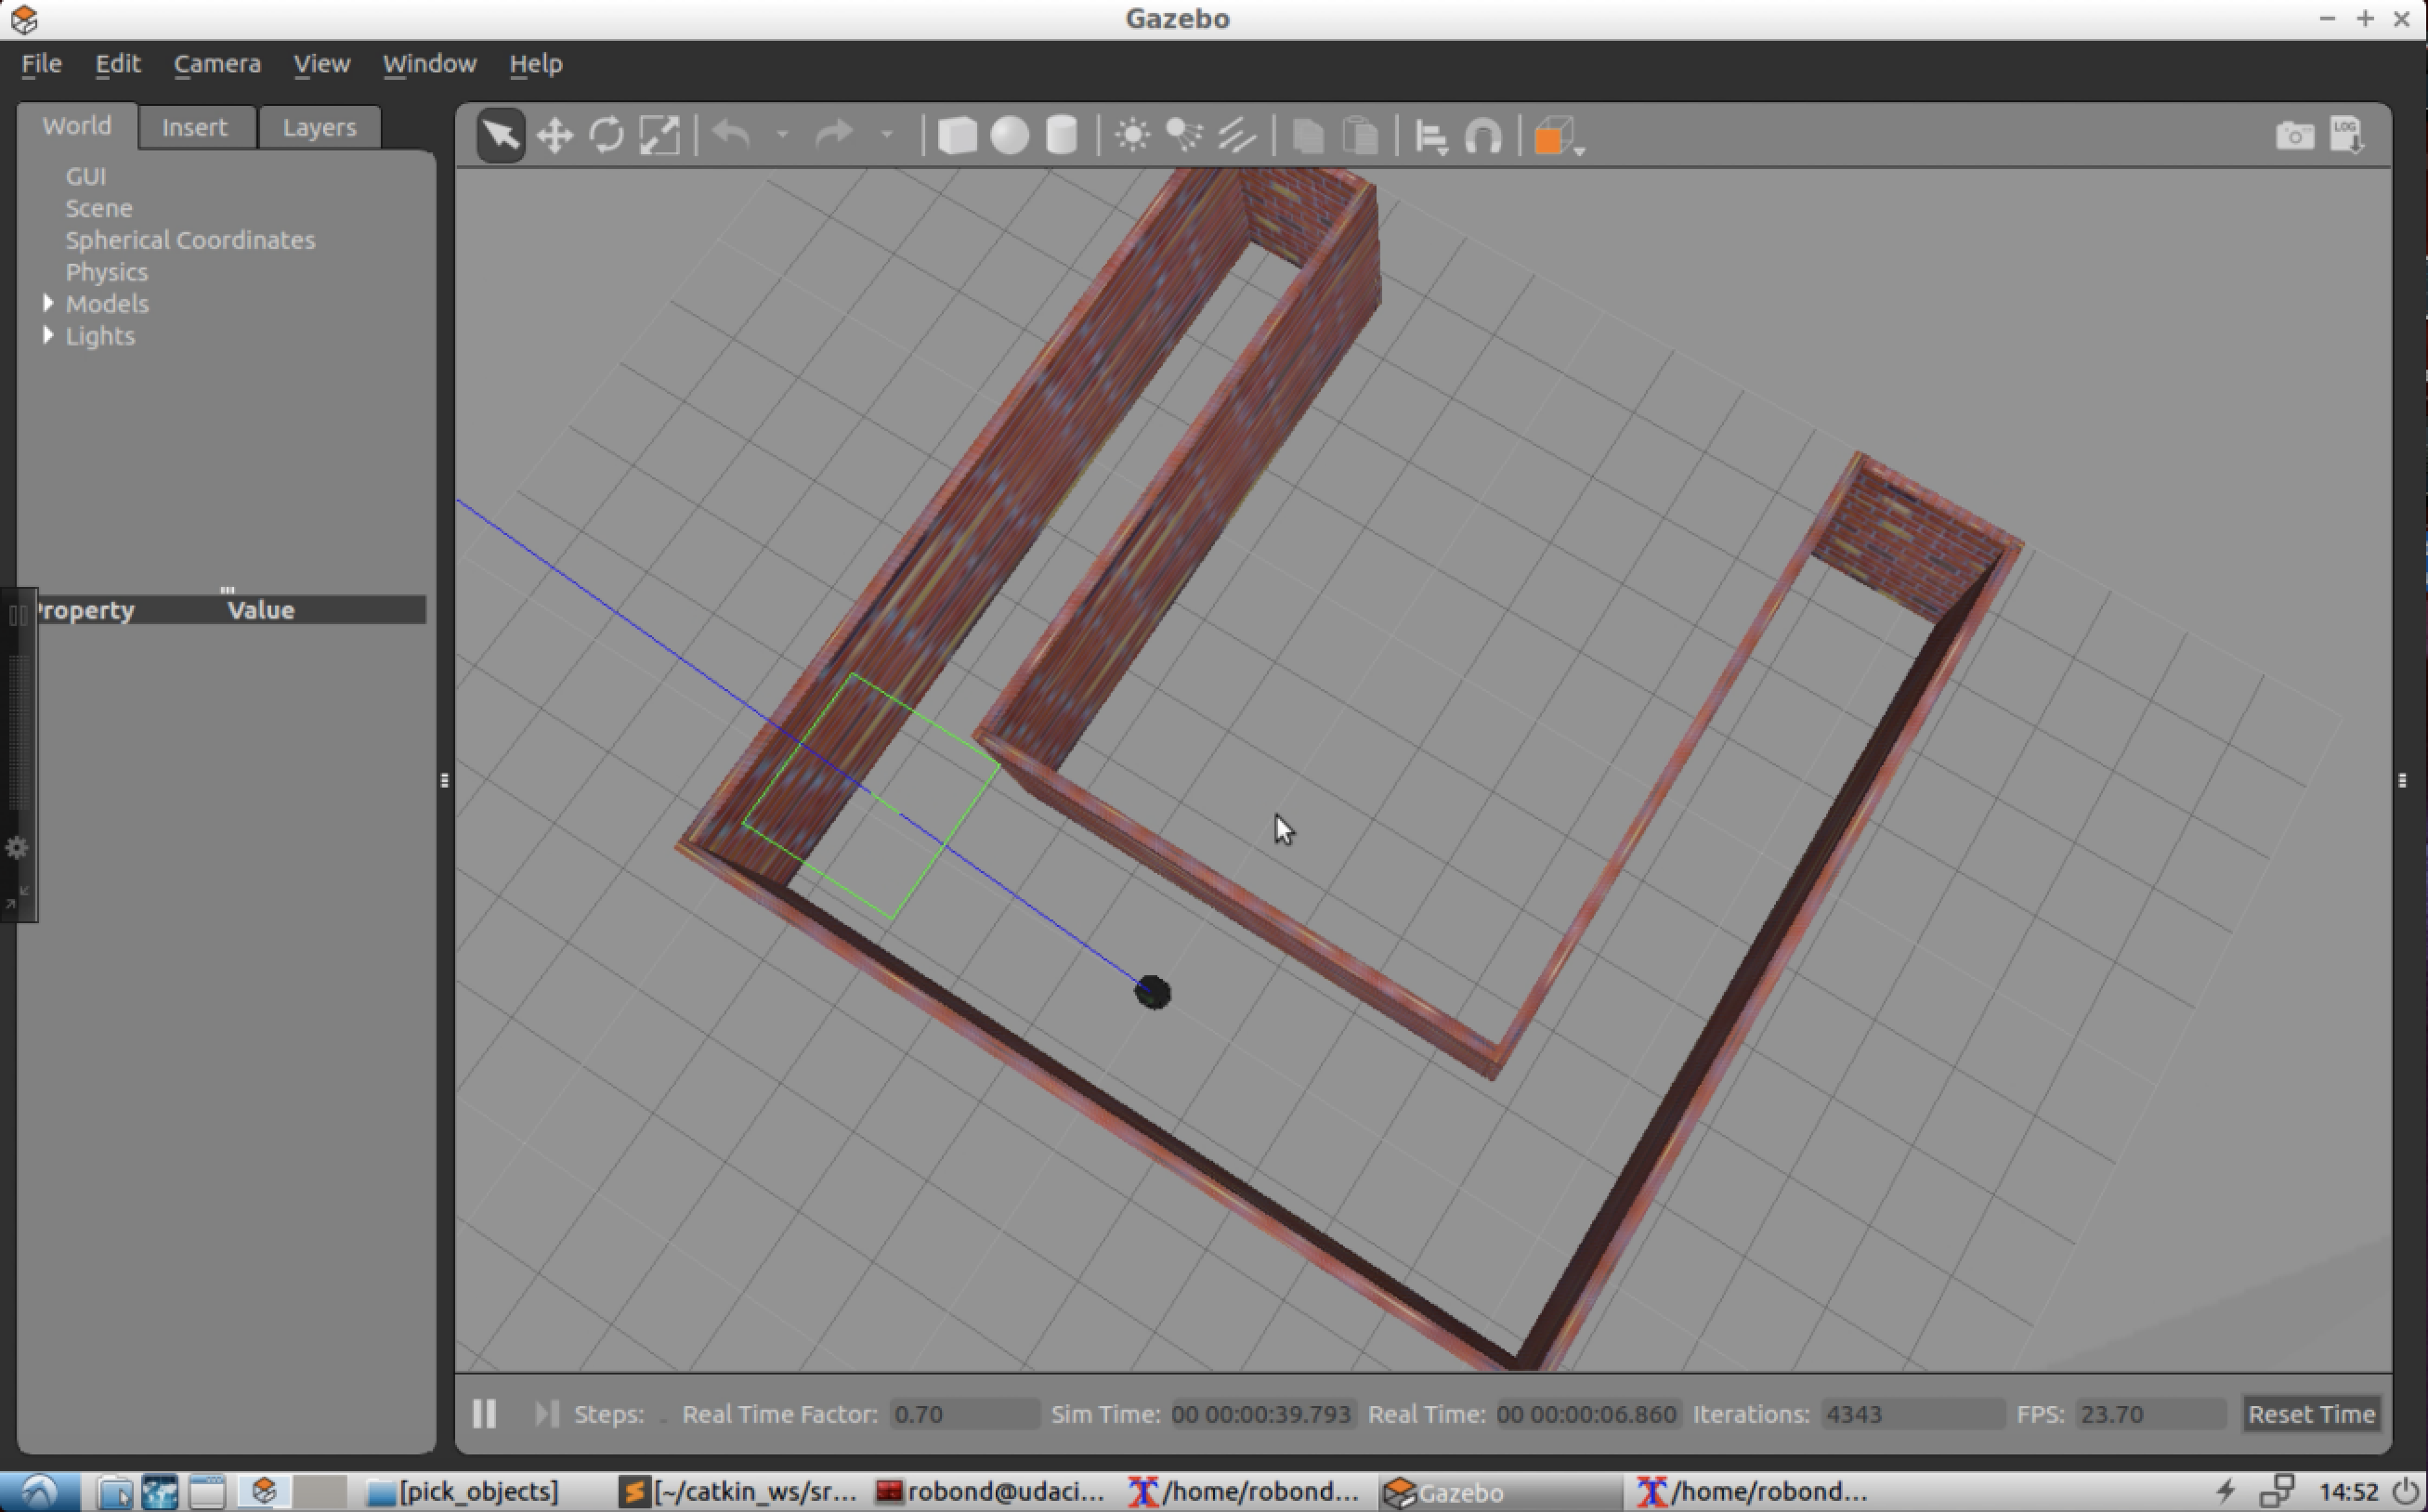 Gazebo
File Edit Camera View Window Help
World Insert Layers
GUI
Scene
Spherical Coordinates
Physics
Models
Lights
Property Value
LOG
Steps: Real Time Factor: 0.70 Sim Time: 00 00:00:39.793 Real Time: 00 00:00:06.860 Iterations: 4343 FPS: 23.70 Reset Time
[pick_objects] [~/catkin_ws/sr... robond@udaci... /home/robond... Gazebo /home/robond... 14:52